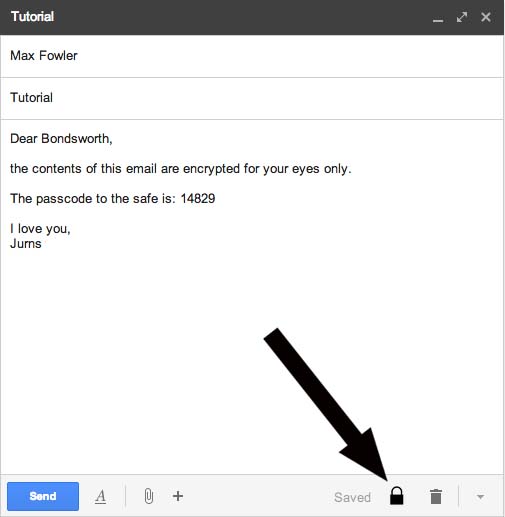 Tutorial
Max Fowler
Tutorial
Dear Bondsworth,
the contents of this email are encrypted for your eyes only.
The passcode to the safe is: 14829
I love you,
Jurns
Send
A
Saved